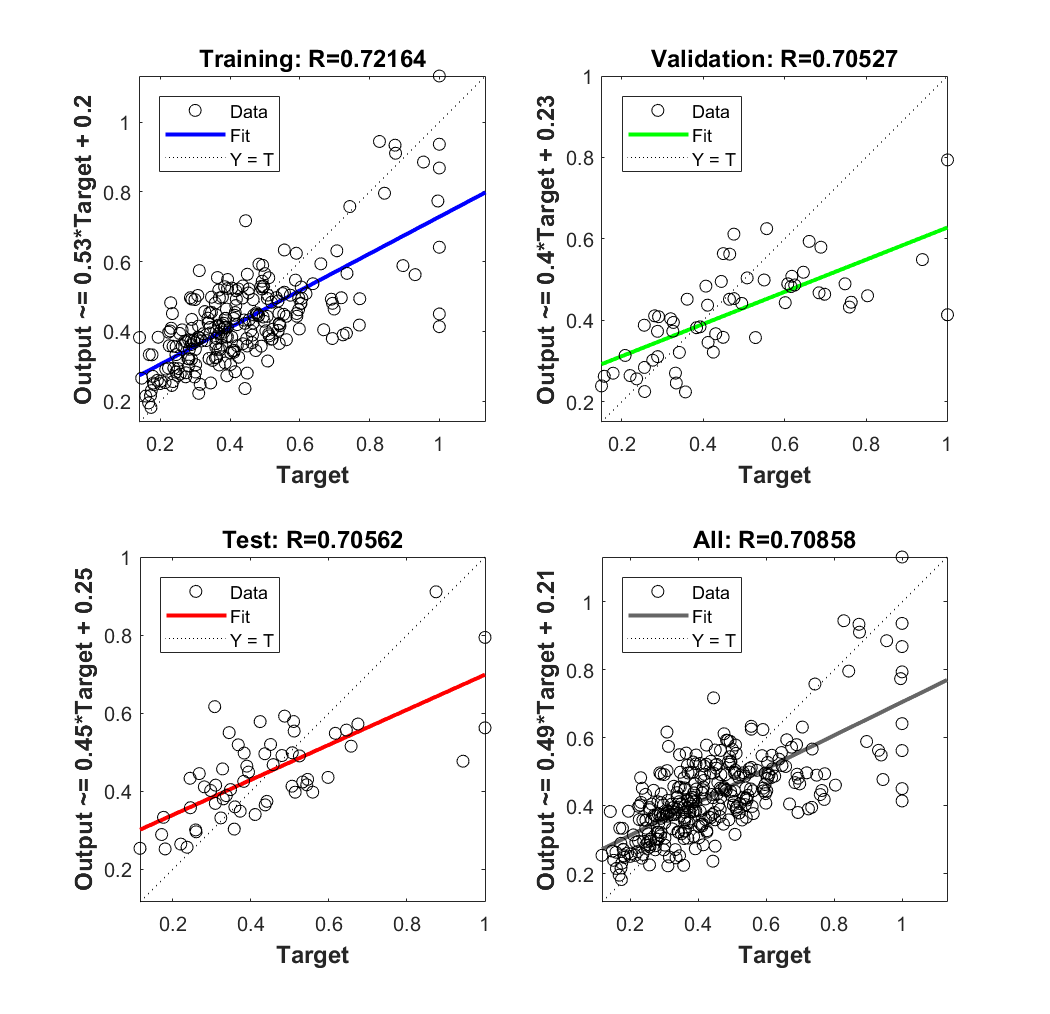 Training: R=0.72164
Output ~= 0.53*Target + 0.2
Data
Fit
Y = T
1
0.8
0.6
0.4
0.2
0.2 0.4 0.6 0.8 1
Target
Validation: R=0.70527
Output ~= 0.4*Target + 0.23
Data
Fit
Y = T
1
0.8
0.6
0.4
0.2
0.2 0.4 0.6 0.8 1
Target
Test: R=0.70562
Output ~= 0.45*Target + 0.25
Data
Fit
Y = T
1
0.8
0.6
0.4
0.2
0.2 0.4 0.6 0.8 1
Target
All: R=0.70858
Output ~= 0.49*Target + 0.21
Data
Fit
Y = T
1
0.8
0.6
0.4
0.2
0.2 0.4 0.6 0.8 1
Target